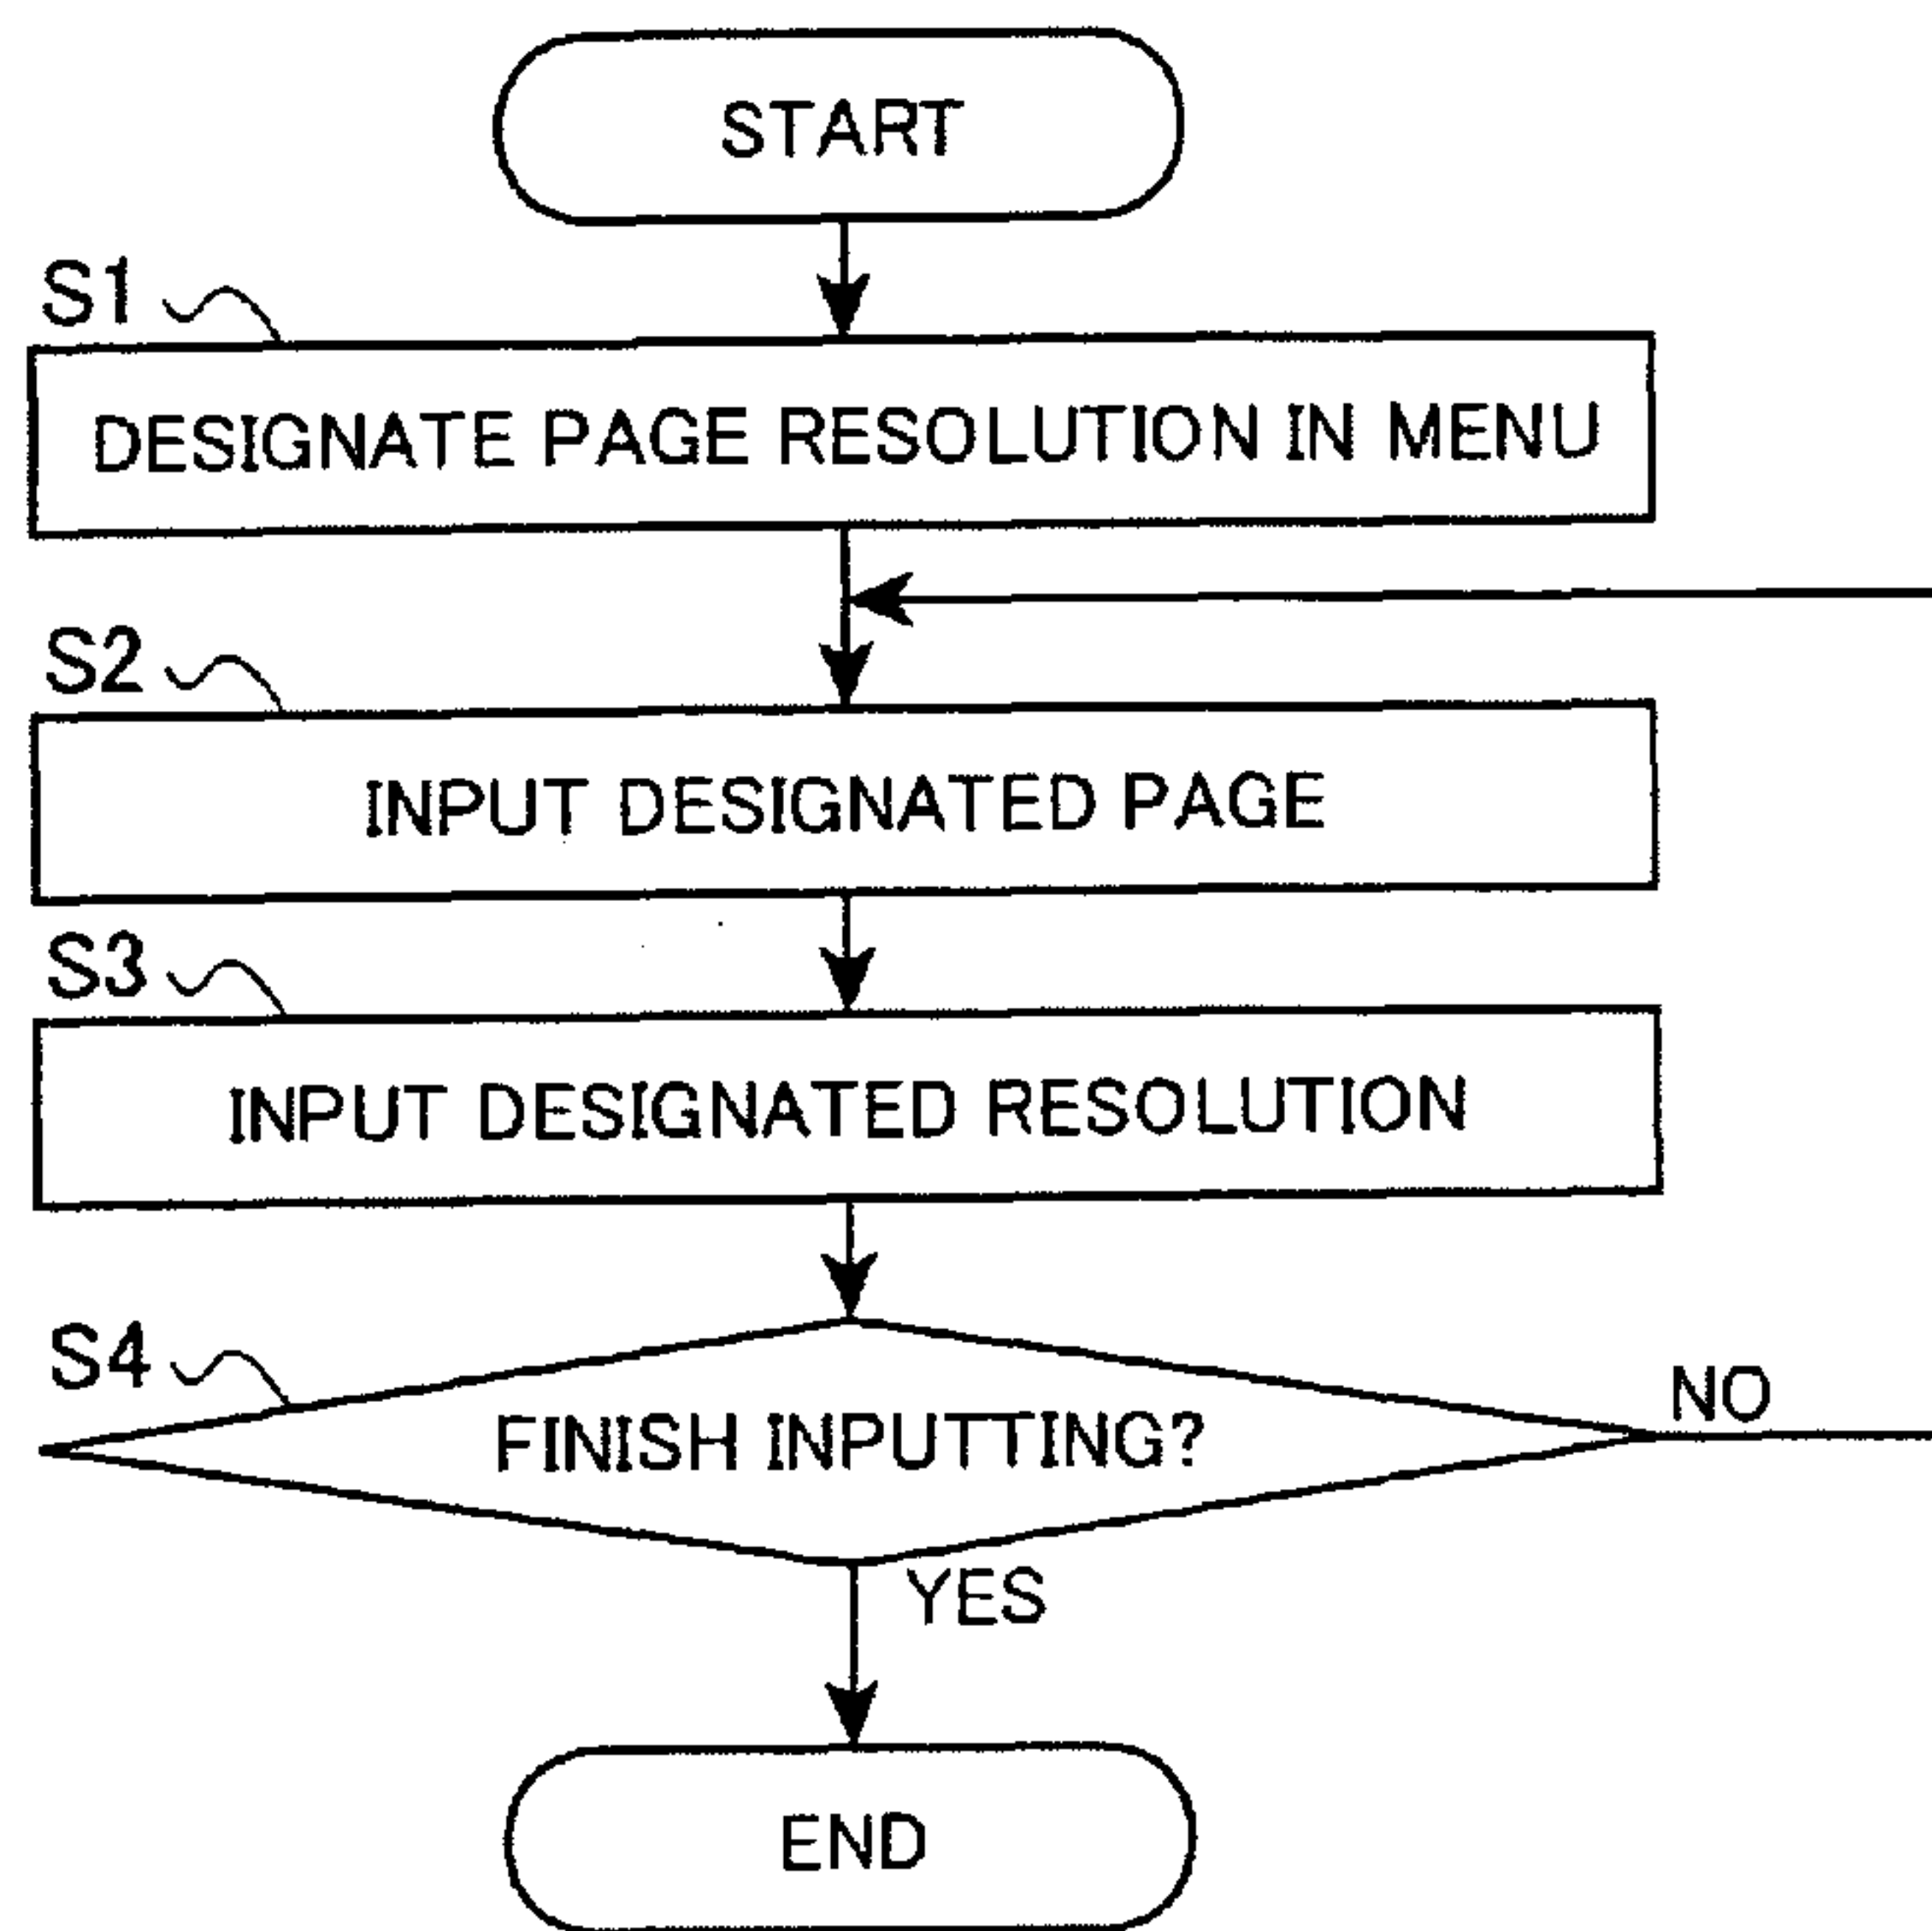 START
S1
DESIGNATE PAGE RESOLUTION IN MENU
S2
INPUT DESIGNATED PAGE
S3
INPUT DESIGNATED RESOLUTION
S4
FINISH INPUTTING?
NO
YES
END